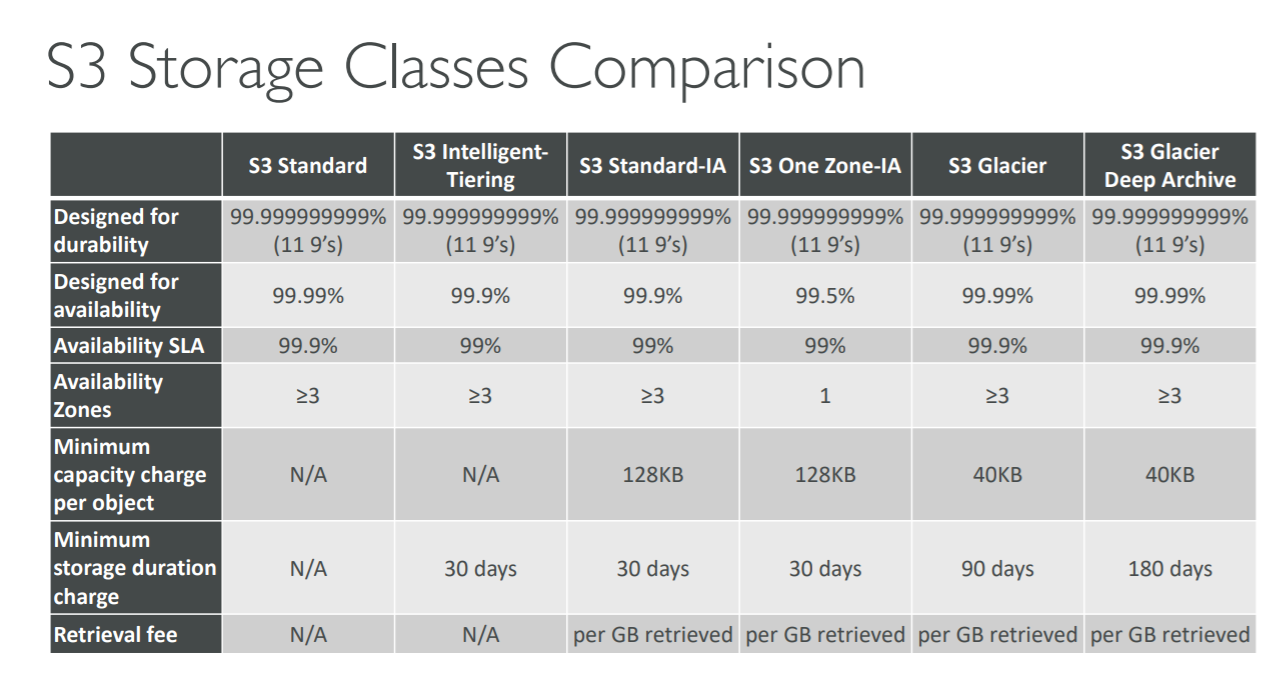 S3 Storage Classes Comparison
S3 Standard
S3 Intelligent-
Tiering
S3 Standard-IA
S3 One Zone-IA
S3 Glacier
S3 Glacier
Deep Archive
Designed for
durability
99.999999999%
(11 9’s)
99.999999999%
(11 9’s)
99.999999999%
(11 9’s)
99.999999999%
(11 9’s)
99.999999999%
(11 9’s)
99.999999999%
(11 9’s)
Designed for
availability
99.99%
99.9%
99.9%
99.5%
99.99%
99.99%
Availability SLA
99.9%
99%
99%
99%
99.9%
99.9%
Availability
Zones
≥3
≥3
≥3
1
≥3
≥3
Minimum
capacity charge
per object
N/A
N/A
128KB
128KB
40KB
40KB
Minimum
storage duration
charge
N/A
30 days
30 days
30 days
90 days
180 days
Retrieval fee
N/A
N/A
per GB retrieved
per GB retrieved
per GB retrieved
per GB retrieved